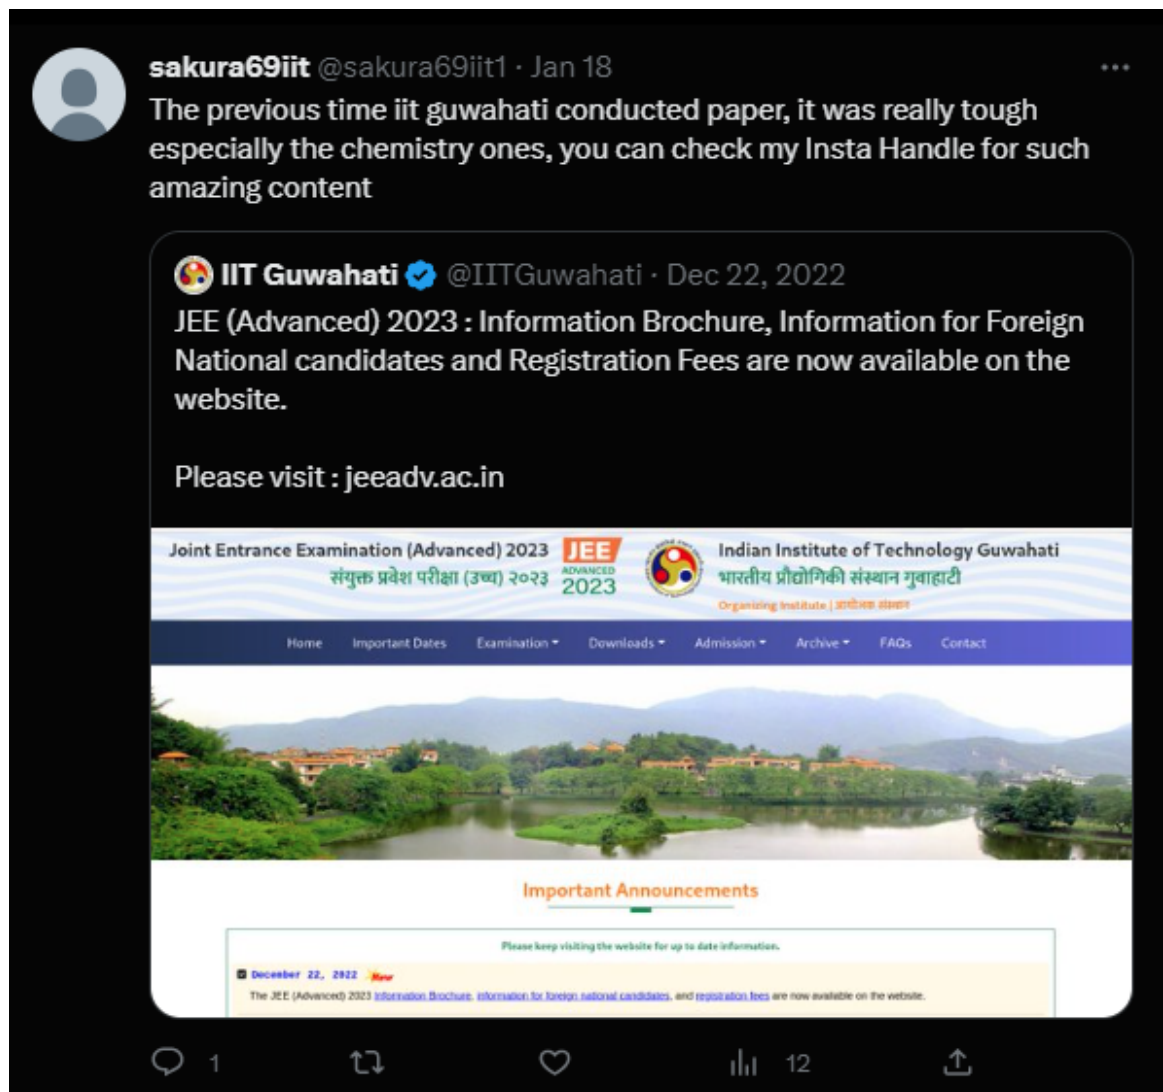 sakura69iit @sakura69iit1 · Jan 18
The previous time iit guwahati conducted paper, it was really tough
especially the chemistry ones, you can check my Insta Handle for such
amazing content
IIT Guwahati @IITGuwahati · Dec 22, 2022
JEE (Advanced) 2023 : Information Brochure, Information for Foreign
National candidates and Registration Fees are now available on the
website.
Please visit : jeeadv.ac.in
Joint Entrance Examination (Advanced) 2023
संयुक्त प्रवेश परीक्षा (उच्च) २०२३
JEE
ADVANCED
2023
Indian Institute of Technology Guwahati
भारतीय प्रौद्योगिकी संस्थान गुवाहाटी
Organizing Institute | आयोजक संस्थान
Home Important Dates Examination Downloads Admission Archive FAQs Contact
Important Announcements
Please keep visiting the website for up to date information.
December 22, 2022 New
The JEE (Advanced) 2023 Information Brochure, information for foreign national candidates, and registration fees are now available on the website.
1 12